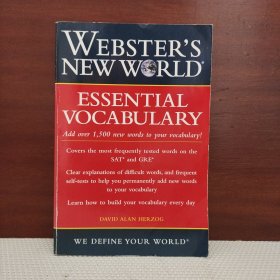 WEBSTER'S
NEW WORLD®
ESSENTIAL
VOCABULARY
Add over 1,500 new words to your vocabulary!
Covers the most frequently tested words on the
SAT* and GRE*
Clear explanations of difficult words, and frequent
self-tests to help you permanently add new words
to your vocabulary
Learn how to build your vocabulary every day
DAVID ALAN HERZOG
WE DEFINE YOUR WORLD®